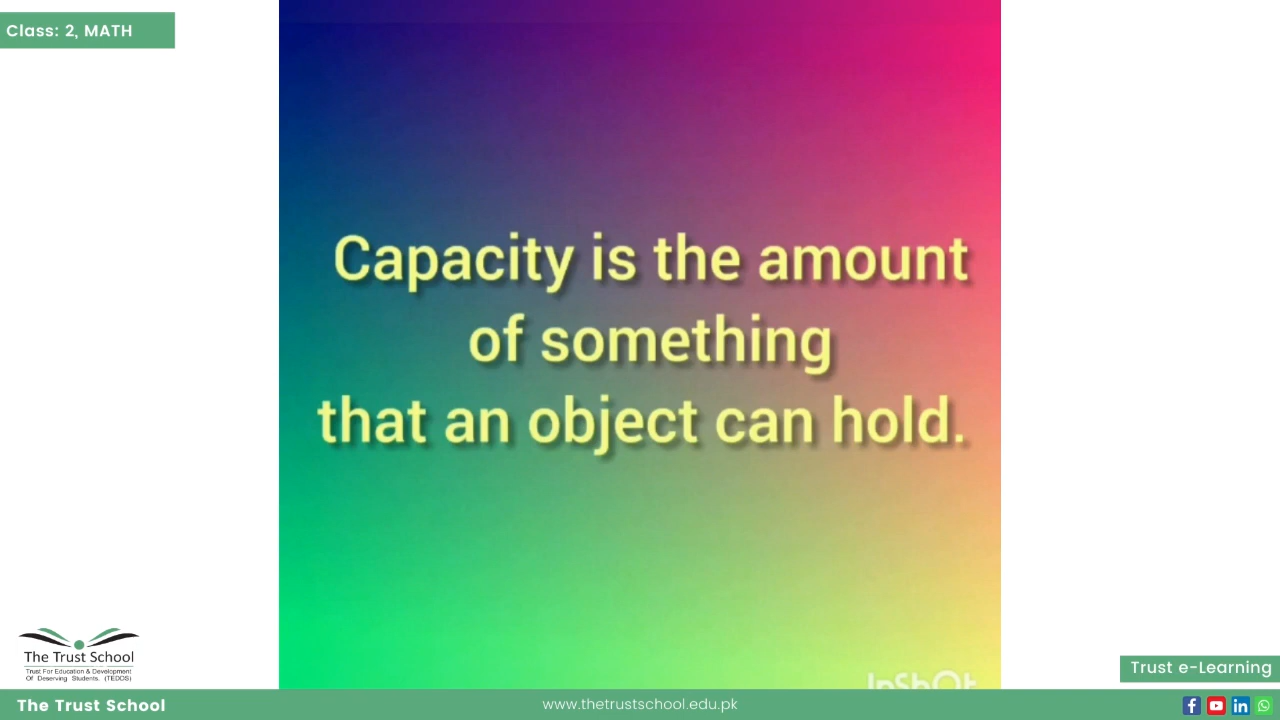 Class: 2, MATH
Capacity is the amount
of something
that an object can hold.
InShOt
The Trust School
Trust For Education & Development
Of Deserving Students. (TEDDS)
Trust e-Learning
The Trust School
www.thetrustschool.edu.pk